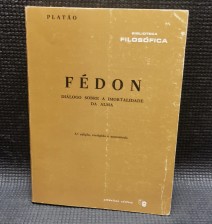 PLATÃO
BIBLIOTECA
FILOSÓFICA
FÉDON
DIÁLOGO SOBRE A IMORTALIDADE
DA ALMA